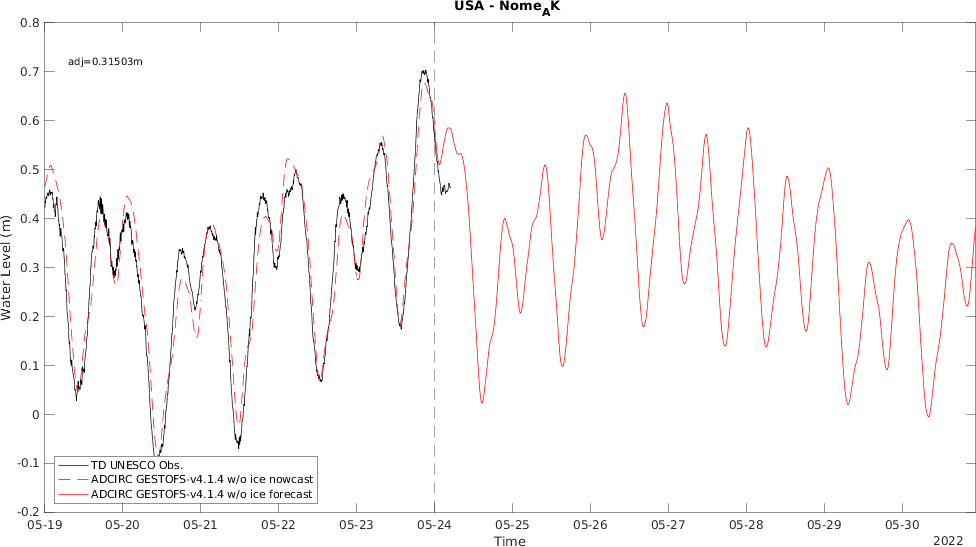 USA - Nome_AK
adj=0.31503m
0.8
0.7
0.6
0.5
0.4
0.3
0.2
0.1
0
-0.1
-0.2
Water Level (m)
TD UNESCO Obs.
ADCIRC GESTOFS-v4.1.4 w/o ice nowcast
ADCIRC GESTOFS-v4.1.4 w/o ice forecast
05-19 05-20 05-21 05-22 05-23 05-24 05-25 05-26 05-27 05-28 05-29 05-30
Time
2022